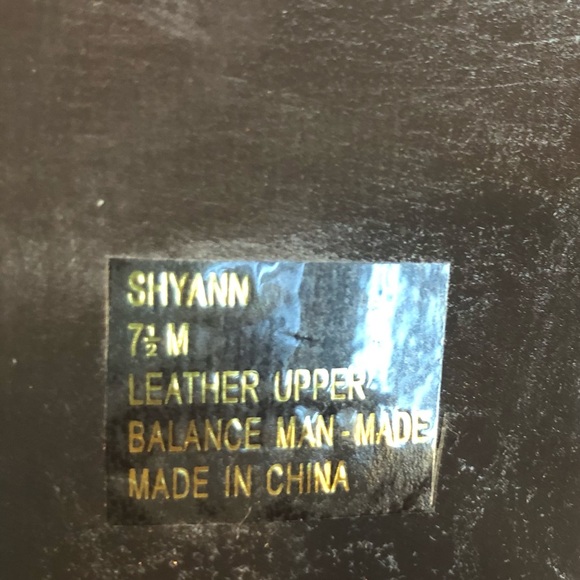 SHYANN
7½ M
LEATHER UPPER
BALANCE MAN-MADE
MADE IN CHINA